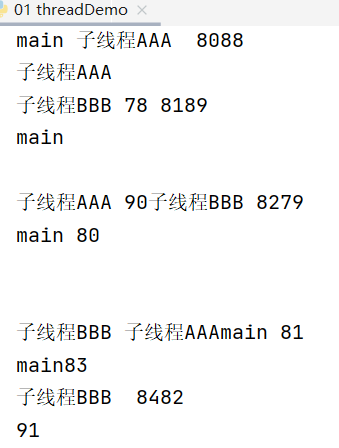 01 threadDemo
main 子线程AAA  8088
子线程AAA
子线程BBB 78 8189
main
子线程AAA 90子线程BBB 8279
main 80
子线程BBB 子线程AAAmain 81
main83
子线程BBB  8482
91